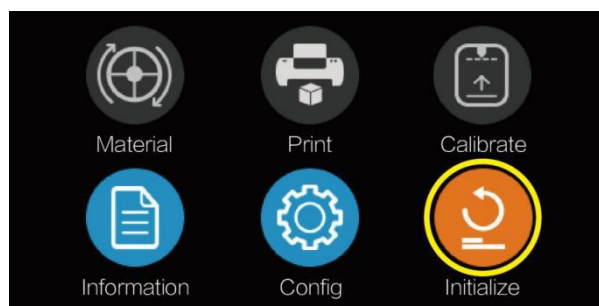 Material Print Calibrate
Information Config Initialize